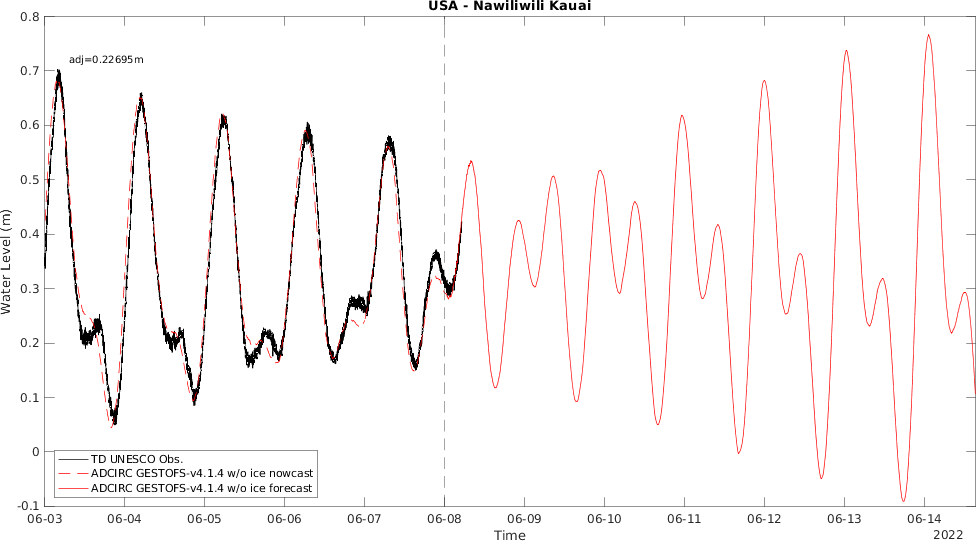 USA - Nawiliwili Kauai
adj=0.22695m
0.8
0.7
0.6
0.5
0.4
0.3
0.2
0.1
0
-0.1
Water Level (m)
TD UNESCO Obs.
ADCIRC GESTOFS-v4.1.4 w/o ice nowcast
ADCIRC GESTOFS-v4.1.4 w/o ice forecast
06-03 06-04 06-05 06-06 06-07 06-08 06-09 06-10 06-11 06-12 06-13 06-14
Time
2022